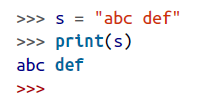 >>> s = "abc def"
>>> print(s)
abc def
>>>